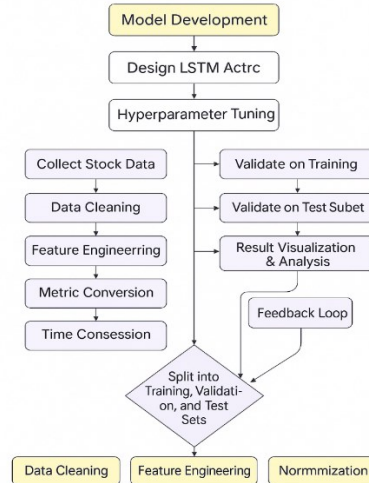 Model Development
Design LSTM Actrc
Hyperparameter Tuning
Collect Stock Data
Data Cleaning
Feature Engineerring
Metric Conversion
Time Consession
Validate on Training
Validate on Test Subet
Result Visualization
& Analysis
Feedback Loop
Split into
Training, Validati-
on, and Test
Sets
Data Cleaning
Feature Engineering
Normmization